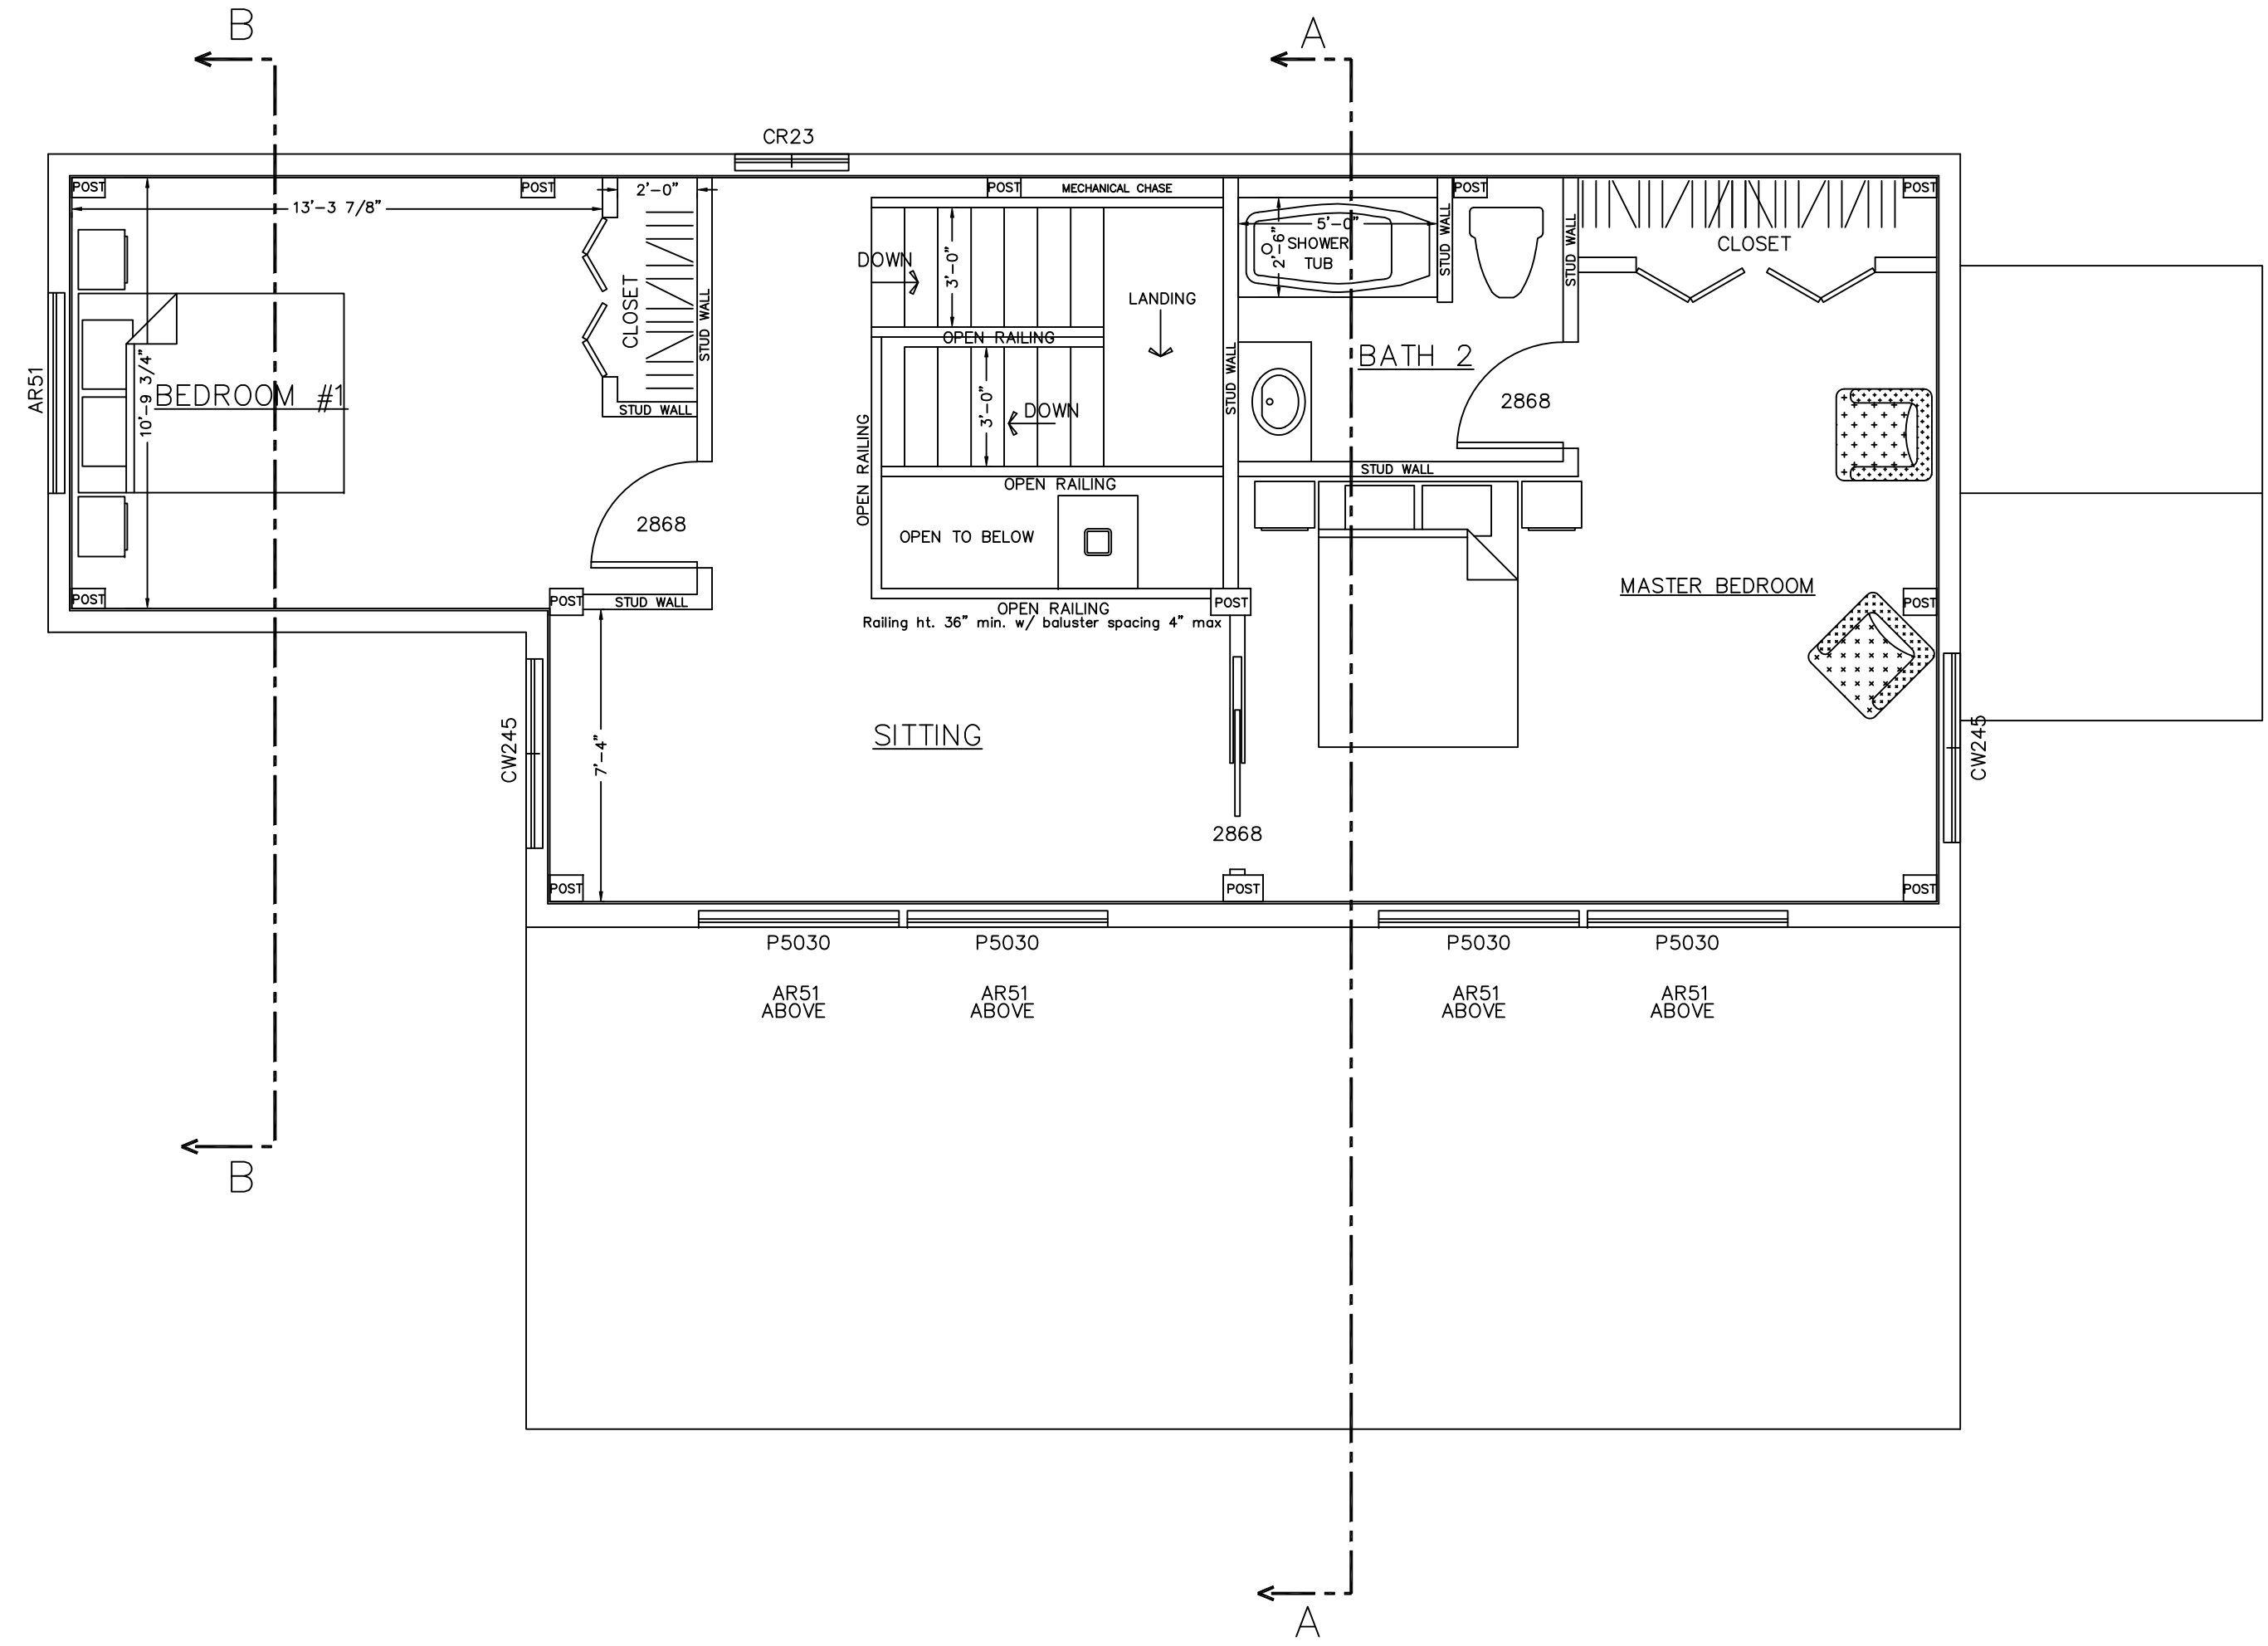 B
A
CR23
POST
POST
2'-0"
POST
MECHANICAL CHASE
POST
POST
13'-3 7/8"
5'-0"
2'-6"
SHOWER
TUB
STUD WALL
STUD WALL
CLOSET
DOWN
3'-0"
LANDING
CLOSET
STUD WALL
OPEN RAILING
BATH 2
AR51
10'-9 3/4"
BEDROOM #1
STUD WALL
3'-0"
DOWN
STUD WALL
2868
OPEN RAILING
STUD WALL
OPEN RAILING
2868
OPEN TO BELOW
MASTER BEDROOM
POST
POST
STUD WALL
OPEN RAILING
POST
POST
Railing ht. 36" min. w/ baluster spacing 4" max
CW245
7'-4"
SITTING
CW245
2868
POST
POST
POST
P5030
P5030
P5030
P5030
AR51
ABOVE
AR51
ABOVE
AR51
ABOVE
AR51
ABOVE
B
A